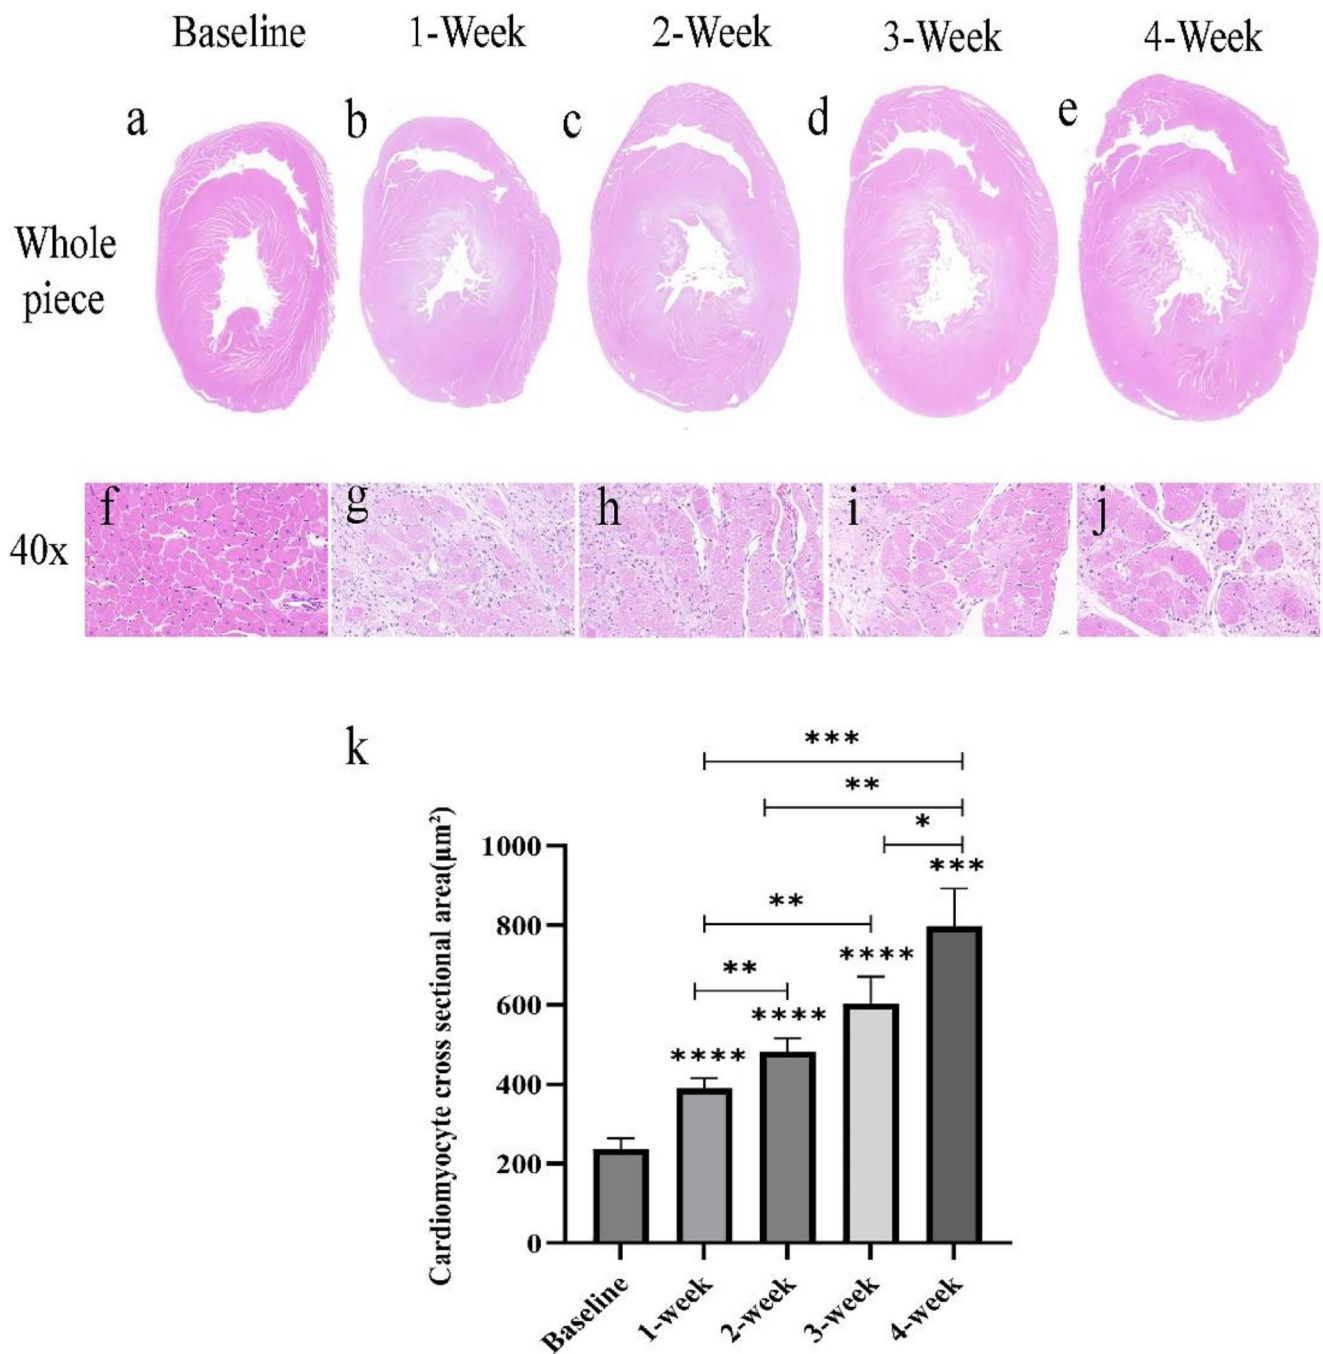 Baseline 1-Week 2-Week 3-Week 4-Week
a b c d e
Whole
piece
f g h i j
40x
k
***
**
*
***
**
****
**
****
****
Cardiomyocyte cross sectional area(μm²)
1000
800
600
400
200
0
Baseline
1-week
2-week
3-week
4-week